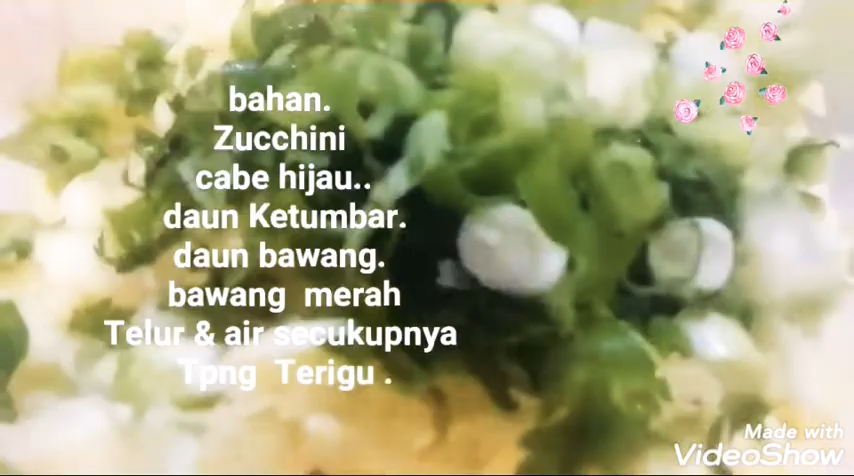 bahan.
Zucchini
cabe hijau..
daun Ketumbar.
daun bawang.
bawang merah
Telur & air secukupnya
Tpng Terigu .
Made with
VideoShow